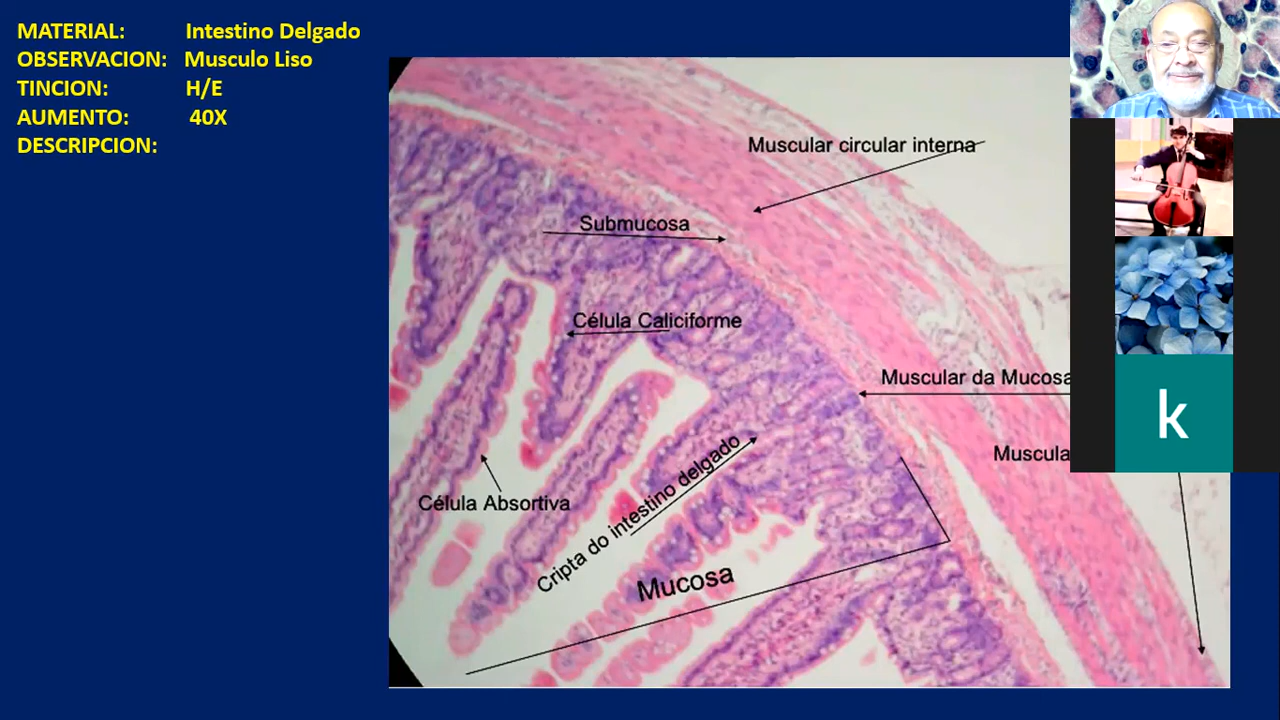 MATERIAL: Intestino Delgado
OBSERVACION: Musculo Liso
TINCION: H/E
AUMENTO: 40X
DESCRIPCION:
Muscular circular interna
Submucosa
Célula Caliciforme
Muscular da Mucosa
Muscula
Célula Absortiva
Cripta do intestino delgado
Mucosa
k